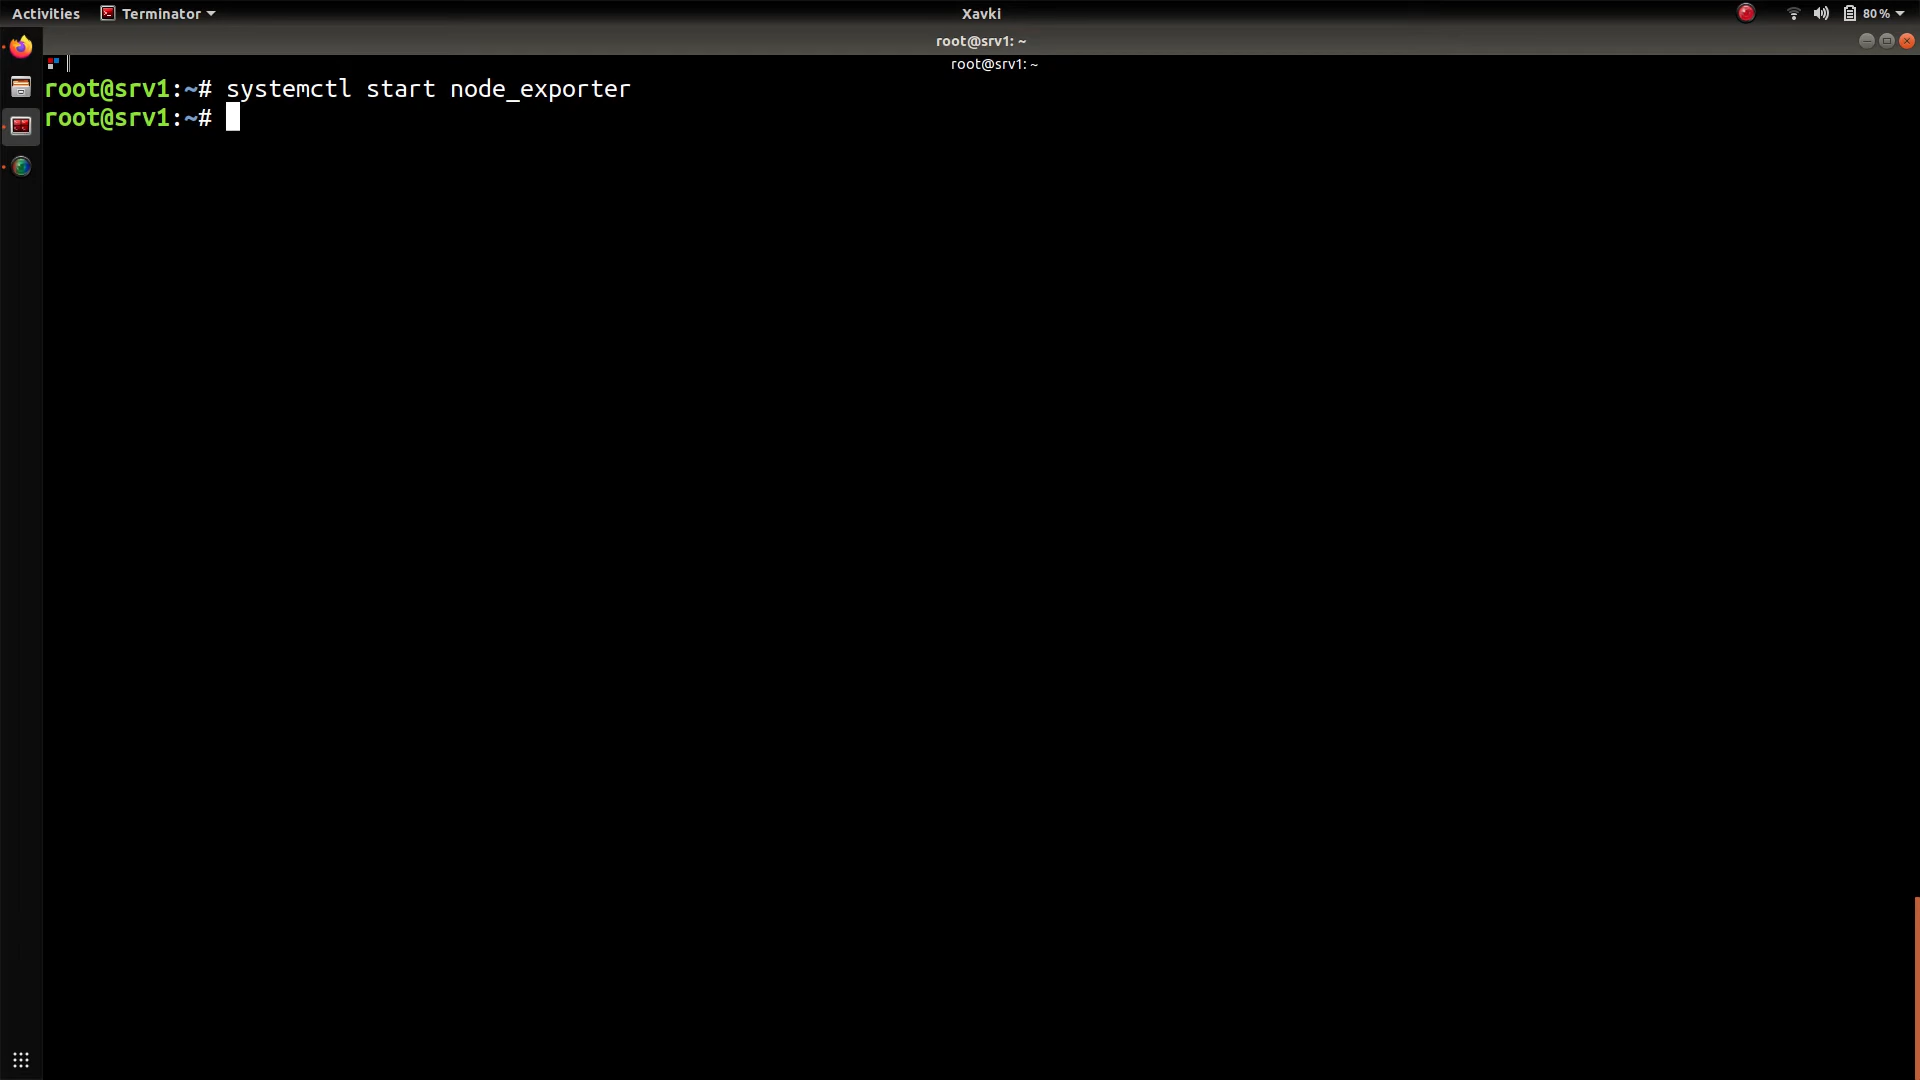 Activities Terminator Xavki 80 %
root@srv1: ~
root@srv1: ~
root@srv1:~# systemctl start node_exporter
root@srv1:~#